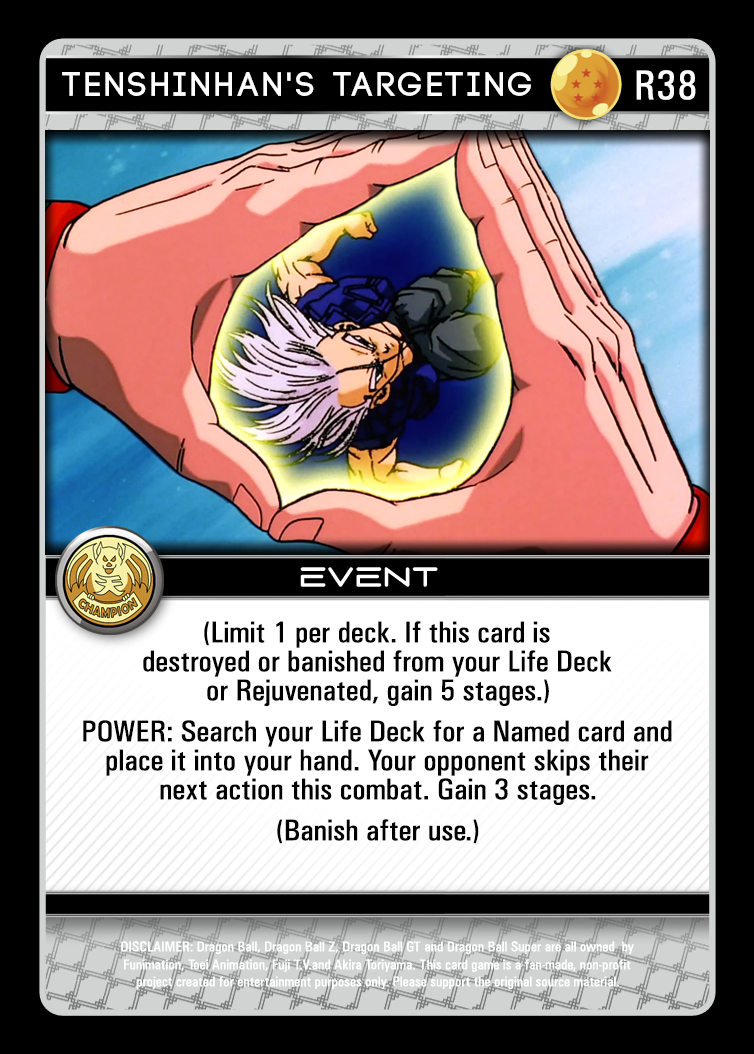 TENSHINHAN'S TARGETING R38
EVENT
CHAMPION
(Limit 1 per deck. If this card is
destroyed or banished from your Life Deck
or Rejuvenated, gain 5 stages.)
POWER: Search your Life Deck for a Named card and
place it into your hand. Your opponent skips their
next action this combat. Gain 3 stages.
(Banish after use.)
DISCLAIMER: Dragon Ball, Dragon Ball Z, Dragon Ball GT and Dragon Ball Super are all owned by
Funimation, Toei Animation, Fuji T.V.and Akira Toriyama. This card game is a fan-made, non-profit
project created for entertainment purposes only. Please support the original source material.